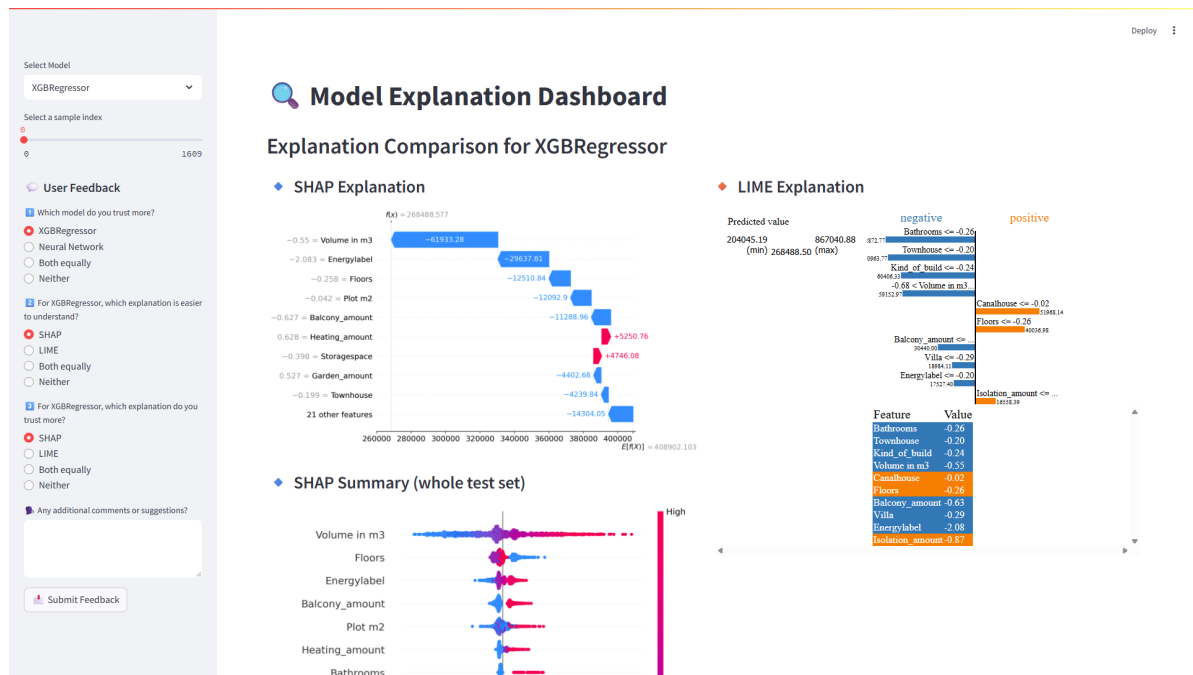 Deploy
Select Model
XGBRegressor
Select a sample index
0
0 1609
User Feedback
1 Which model do you trust more?
XGBRegressor
Neural Network
Both equally
Neither
2 For XGBRegressor, which explanation is easier
to understand?
SHAP
LIME
Both equally
Neither
3 For XGBRegressor, which explanation do you
trust more?
SHAP
LIME
Both equally
Neither
Any additional comments or suggestions?
Submit Feedback
Model Explanation Dashboard
Explanation Comparison for XGBRegressor
SHAP Explanation
f(x) = 268488.577
−0.55 = Volume in m3 −61933.28
−2.083 = Energylabel −29637.81
−0.258 = Floors −12510.84
−0.042 = Plot m2 −12092.9
−0.627 = Balcony_amount −11288.96
0.628 = Heating_amount +5250.76
−0.398 = Storagespace +4746.08
0.527 = Garden_amount −4402.68
−0.199 = Townhouse −4239.84
21 other features −14304.05
260000 280000 300000 320000 340000 360000 380000 400000
E[f(X)] = 408902.103
SHAP Summary (whole test set)
High
Volume in m3
Floors
Energylabel
Balcony_amount
Plot m2
Heating_amount
Bathrooms
LIME Explanation
Predicted value
204045.19 867040.88
(min) 268488.50 (max)
negative positive
Bathrooms <= -0.26
872.77
Townhouse <= -0.20
0963.77
Kind_of_build <= -0.24
60406.33
-0.68 < Volume in m3...
59152.97
Canalhouse <= -0.02
51968.14
Floors <= -0.26
40036.98
Balcony_amount <= ...
30440.00
Villa <= -0.29
18984.11
Energylabel <= -0.20
17527.40
Isolation_amount <= ...
16558.39
Feature Value
Bathrooms -0.26
Townhouse -0.20
Kind_of_build -0.24
Volume in m3 -0.55
Canalhouse -0.02
Floors -0.26
Balcony_amount -0.63
Villa -0.29
Energylabel -2.08
Isolation_amount -0.87